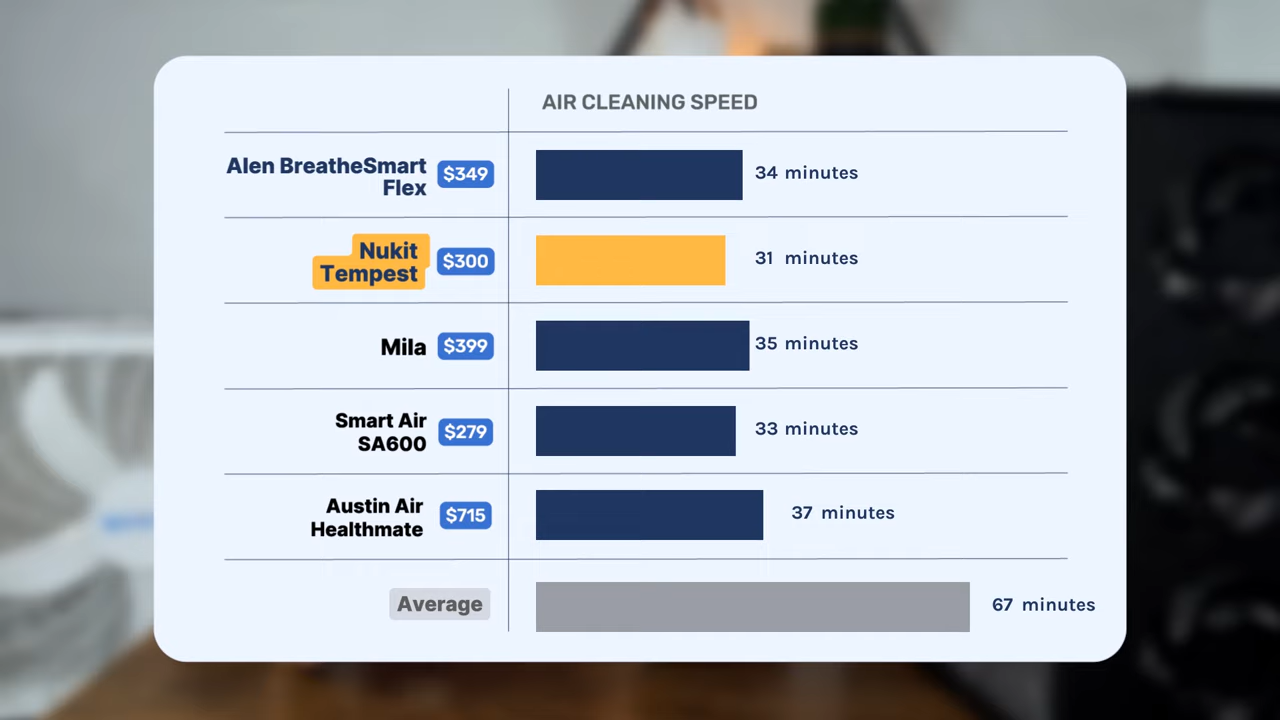 AIR CLEANING SPEED
Alen BreatheSmart
Flex
$349
34 minutes
Nukit
Tempest
$300
31 minutes
Mila
$399
35 minutes
Smart Air
SA600
$279
33 minutes
Austin Air
Healthmate
$715
37 minutes
Average
67 minutes